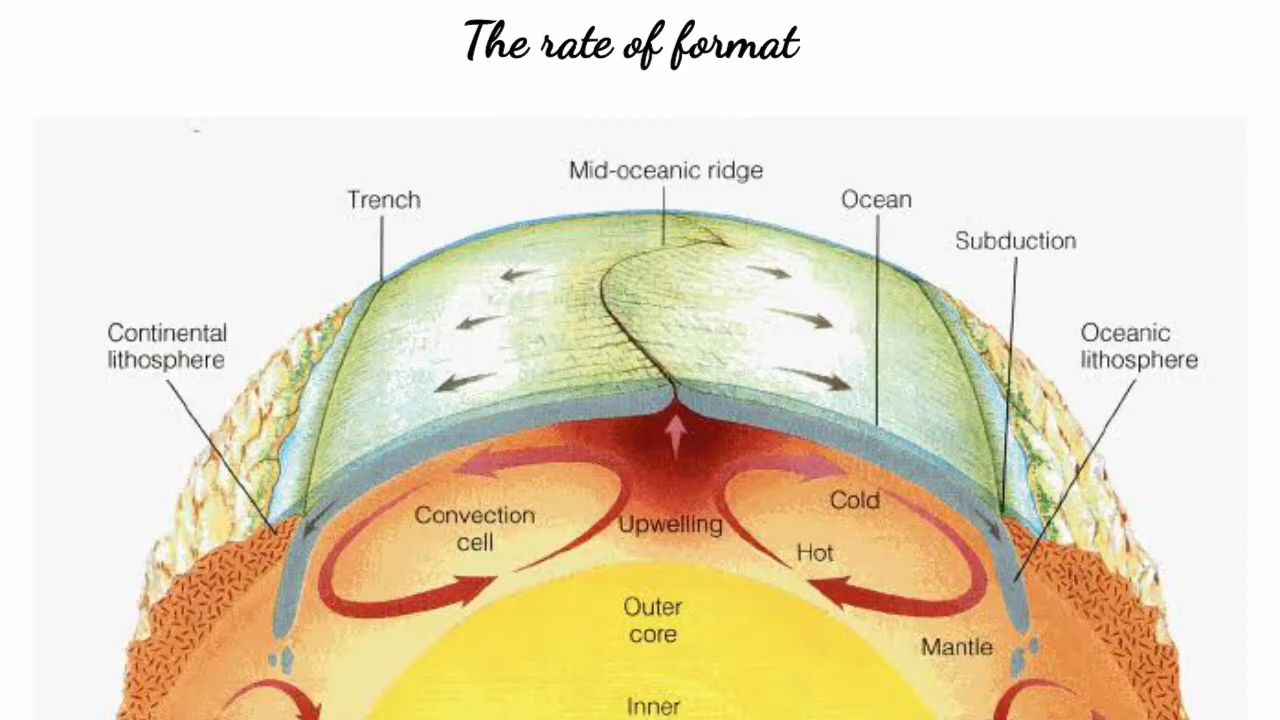 The rate of format
Mid-oceanic ridge
Trench
Ocean
Subduction
Continental
lithosphere
Oceanic
lithosphere
Convection
cell
Upwelling
Cold
Hot
Outer
core
Mantle
Inner